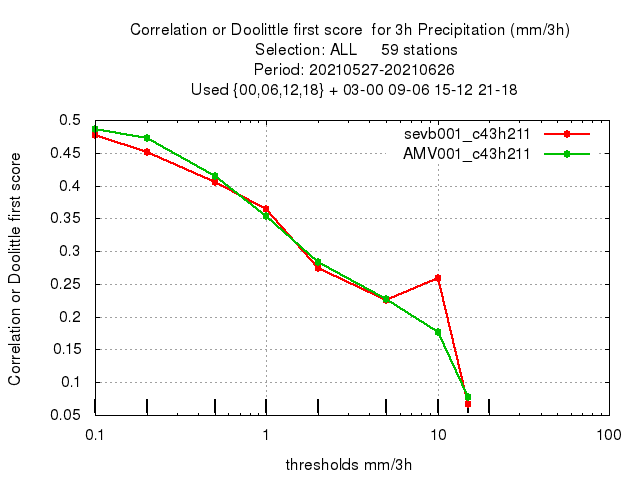 Correlation or Doolittle first score  for 3h Precipitation (mm/3h)
Selection: ALL     59 stations
Period: 20210527-20210626
Used {00,06,12,18} + 03-00 09-06 15-12 21-18
Correlation or Doolittle first score
0.5
0.45
0.4
0.35
0.3
0.25
0.2
0.15
0.1
0.05
sevb001_c43h211
AMV001_c43h211
0.1 1 10 100
thresholds mm/3h